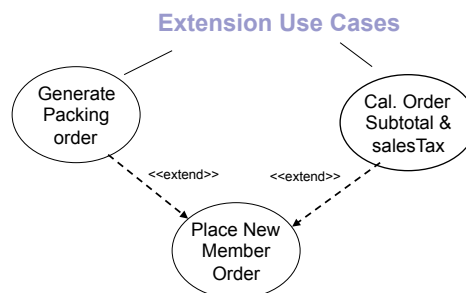 Extension Use Cases
Generate
Packing
order
Cal. Order
Subtotal &
salesTax
<<extend>>
<<extend>>
Place New
Member
Order